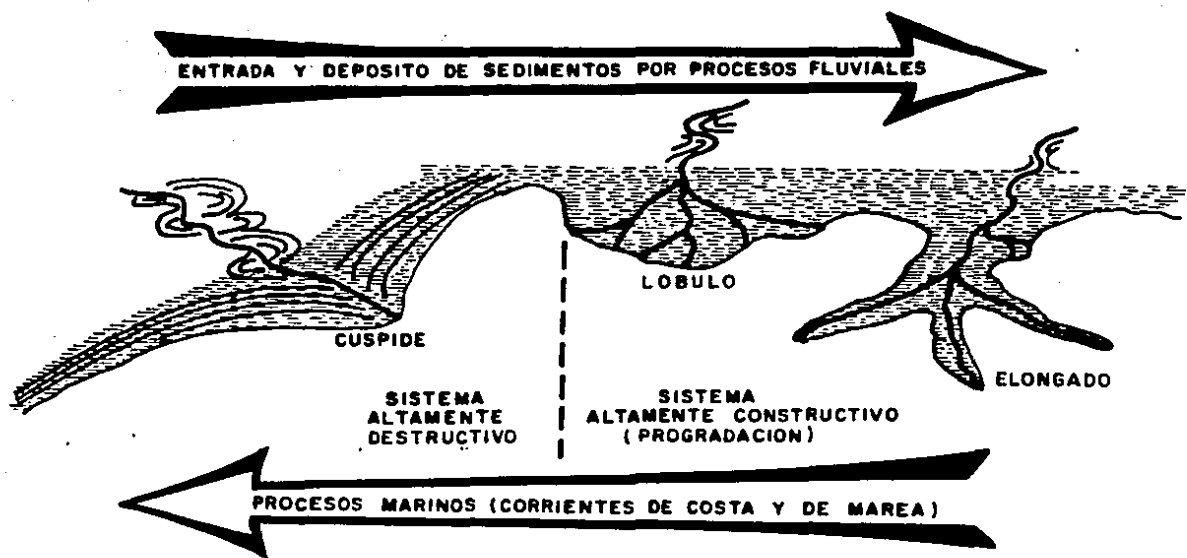 ENTRADA Y DEPOSITO DE SEDIMENTOS POR PROCESOS FLUVIALES
LOBULO
CUSPIDE
ELONGADO
SISTEMA
ALTAMENTE
DESTRUCTIVO
SISTEMA
ALTAMENTE CONSTRUCTIVO
(PROGRADACION)
PROCESOS MARINOS (CORRIENTES DE COSTA Y DE MAREA)